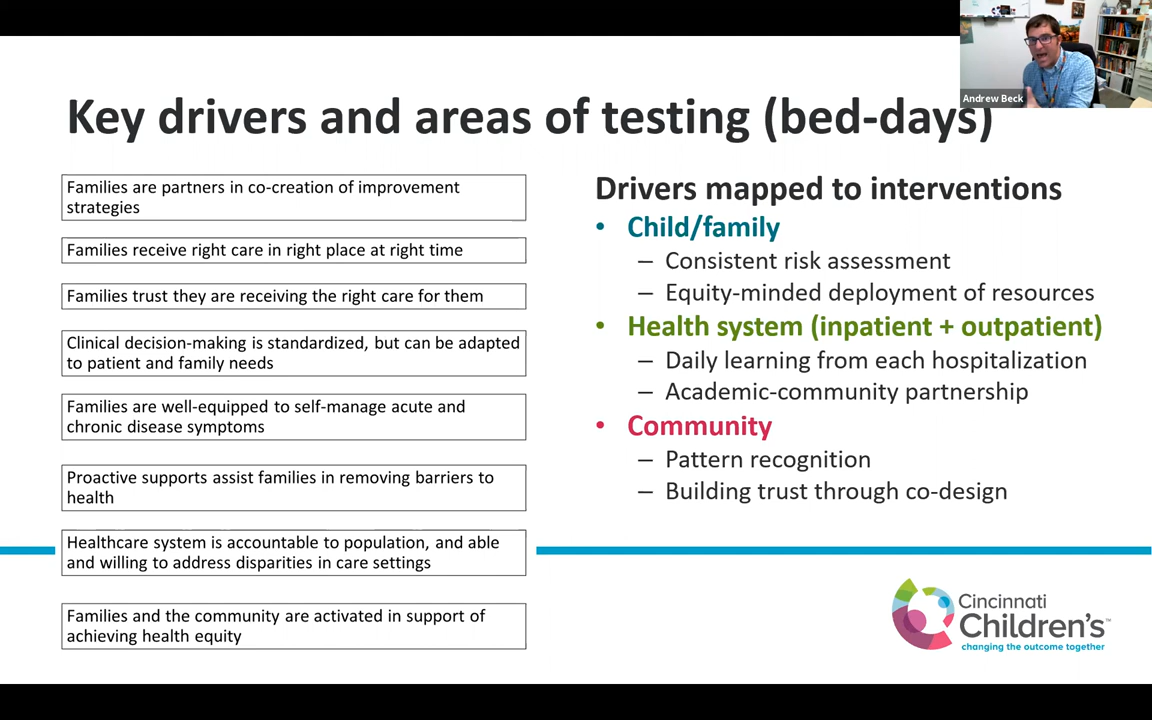 Andrew Beck
Key drivers and areas of testing (bed-days)
Families are partners in co-creation of improvement
strategies
Families receive right care in right place at right time
Families trust they are receiving the right care for them
Clinical decision-making is standardized, but can be adapted
to patient and family needs
Families are well-equipped to self-manage acute and
chronic disease symptoms
Proactive supports assist families in removing barriers to
health
Healthcare system is accountable to population, and able
and willing to address disparities in care settings
Families and the community are activated in support of
achieving health equity
Drivers mapped to interventions
• Child/family
– Consistent risk assessment
– Equity-minded deployment of resources
• Health system (inpatient + outpatient)
– Daily learning from each hospitalization
– Academic-community partnership
• Community
– Pattern recognition
– Building trust through co-design
Cincinnati
Children's™
changing the outcome together